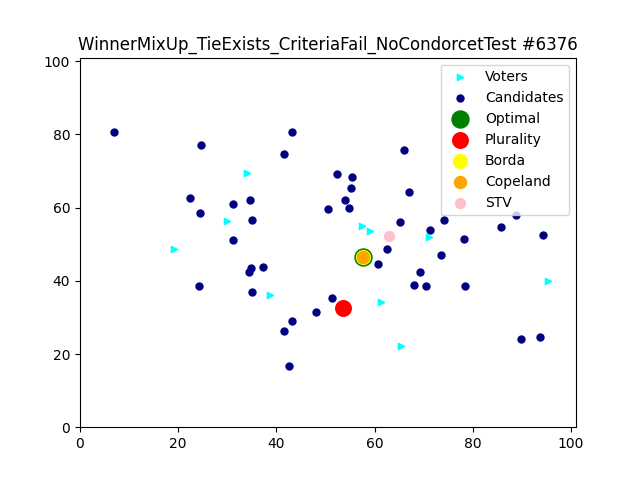 WinnerMixUp_TieExists_CriteriaFail_NoCondorcetTest #6376
100
80
60
40
20
0
0
20
40
60
80
100
Voters
Candidates
Optimal
Plurality
Borda
Copeland
STV